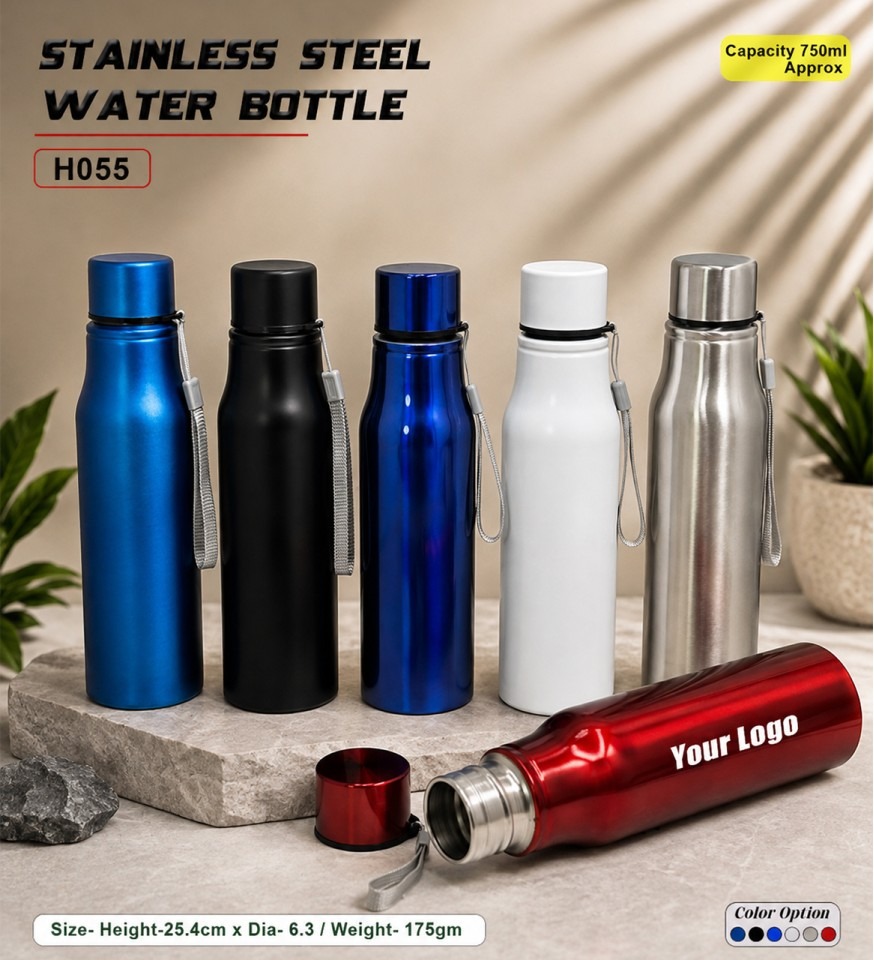 STAINLESS STEEL
WATER BOTTLE
H055
Capacity 750ml
Approx
Your Logo
Size- Height-25.4cm x Dia- 6.3 / Weight- 175gm
Color Option